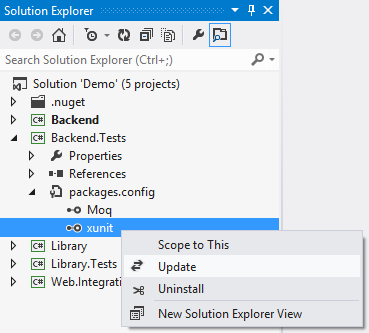 Solution Explorer
Search Solution Explorer (Ctrl+;)
Solution 'Demo' (5 projects)
.nuget
C# Backend
C# Backend.Tests
Properties
References
packages.config
Moq
xunit
C# Library
C# Library.Tests
C# Web.Integrati
Scope to This
Update
Uninstall
New Solution Explorer View